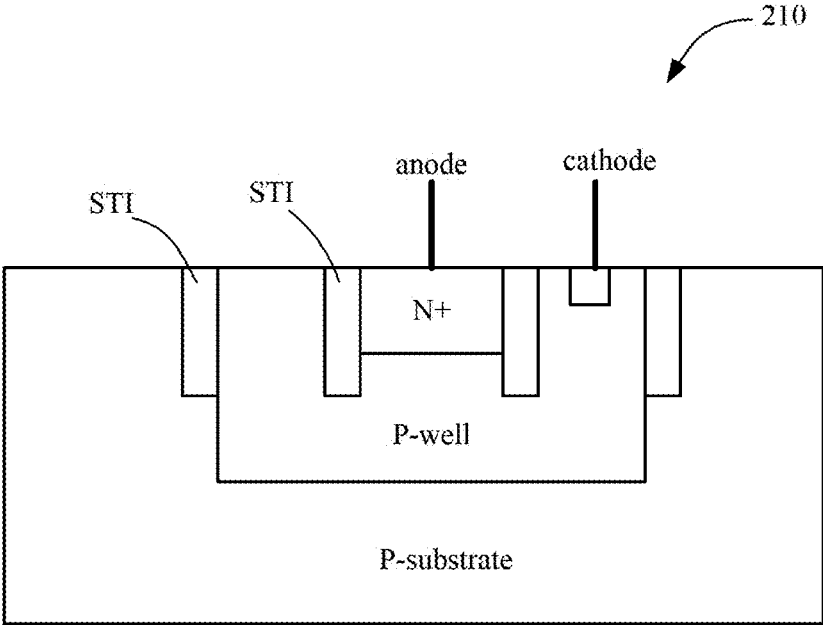 210
anode
cathode
STI
STI
N+
P-well
P-substrate